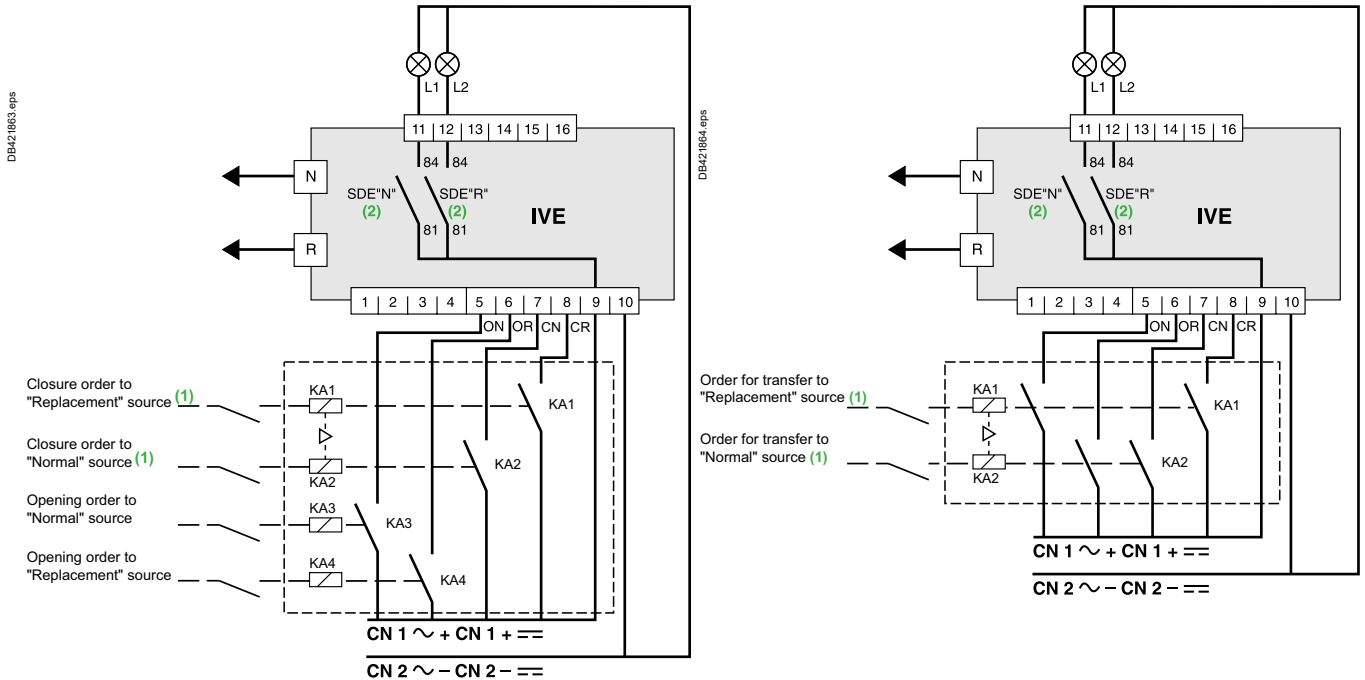 DB421863.eps
L1 L2
11 12 13 14 15 16
84 84
N
SDE"N" SDE"R"
(2) (2)
IVE
81 81
R
1 2 3 4 5 6 7 8 9 10
ON OR CN CR
Closure order to
"Replacement" source (1)
KA1
KA1
Closure order to
"Normal" source (1)
KA2
KA2
Opening order to
"Normal" source
KA3
KA3
Opening order to
"Replacement" source
KA4
KA4
CN 1 ~ + CN 1 + ⎓
CN 2 ~ – CN 2 – ⎓
DB421864.eps
L1 L2
11 12 13 14 15 16
84 84
N
SDE"N" SDE"R"
(2) (2)
IVE
81 81
R
1 2 3 4 5 6 7 8 9 10
ON OR CN CR
Order for transfer to
"Replacement" source (1)
KA1
KA1
Order for transfer to
"Normal" source (1)
KA2
KA2
CN 1 ~ + CN 1 + ⎓
CN 2 ~ – CN 2 – ⎓